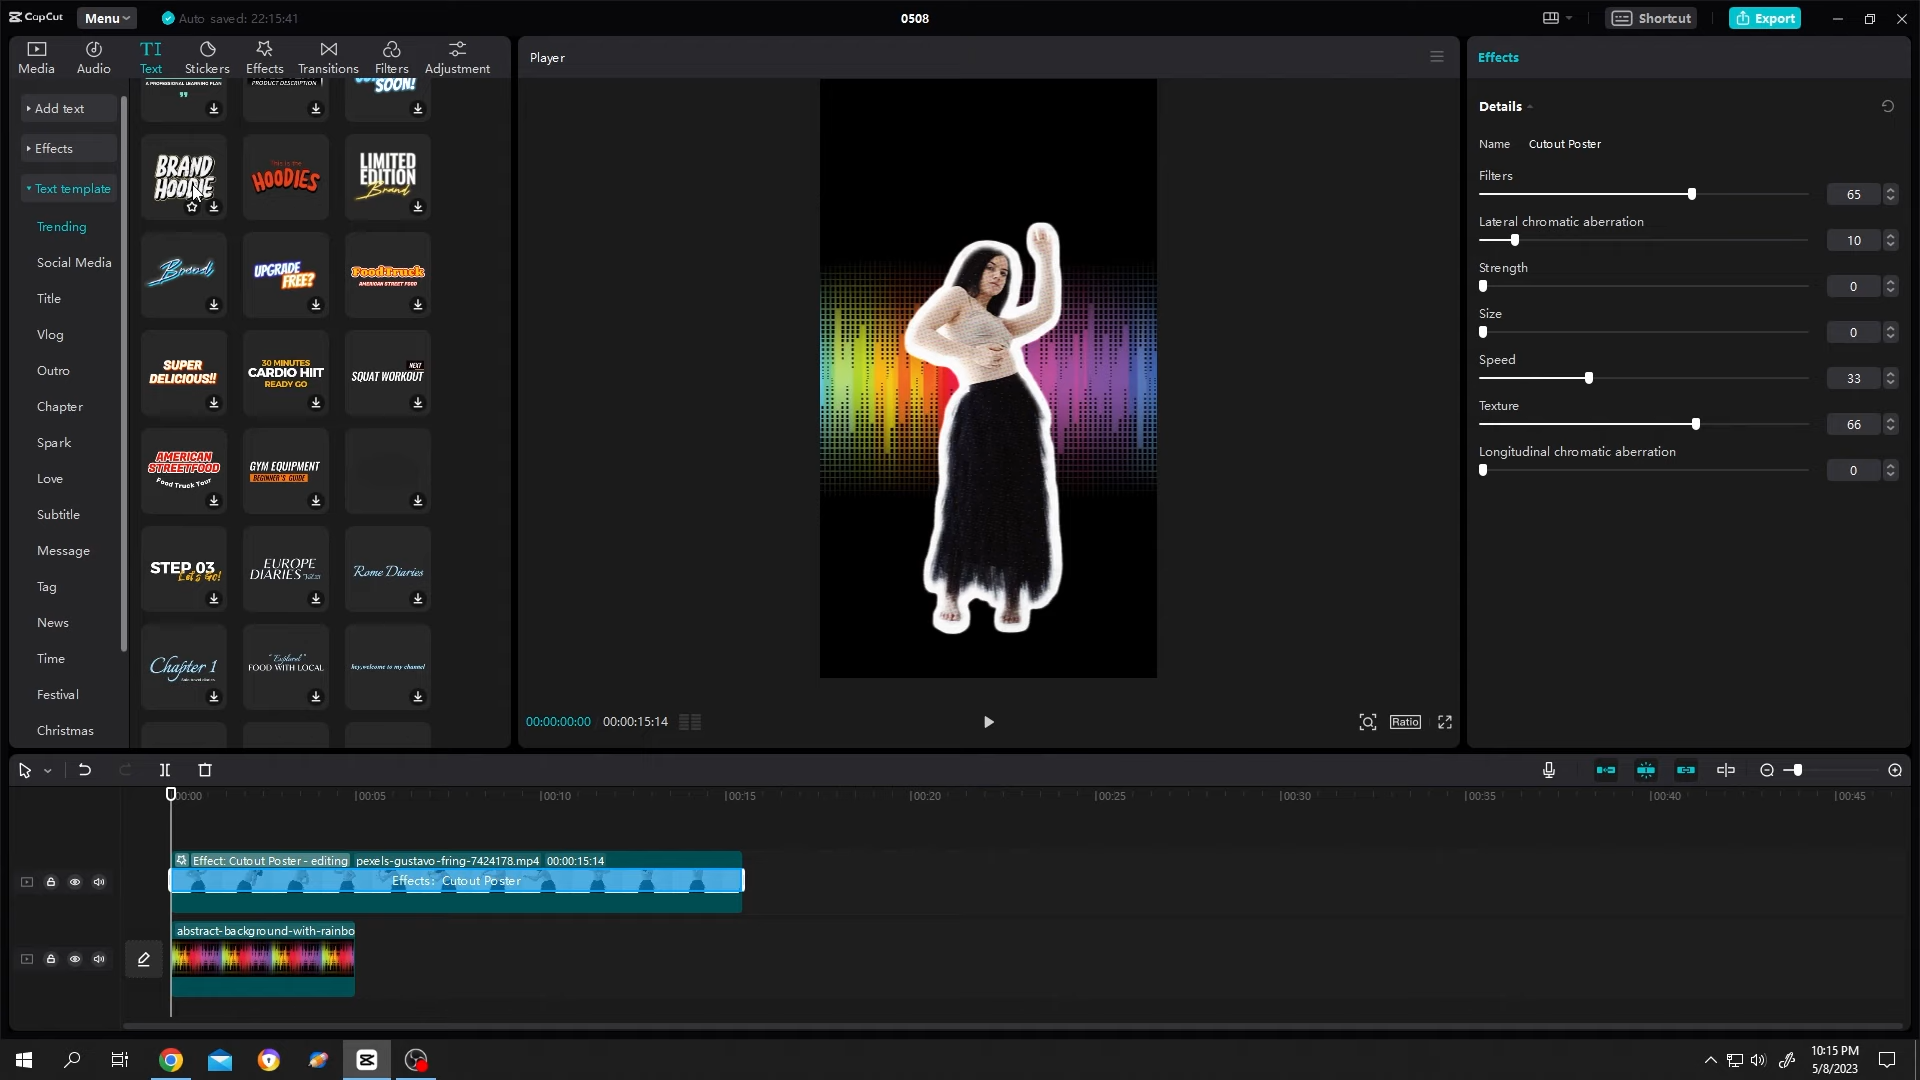 CapCut
Menu
Auto saved: 22:15:41
0508
Shortcut
Export
Media
Audio
TI
Text
Stickers
Effects
Transitions
Filters
Adjustment
Add text
Effects
Text template
Trending
Social Media
Title
Vlog
Outro
Chapter
Spark
Love
Subtitle
Message
Tag
News
Time
Festival
Christmas
A PROFESSIONAL LEARNING PLAN
PRODUCT DESCRIPTION
SOON!
BRAND
HOODIE
This is the
HOODIES
LIMITED
EDITION
Brand
Brand
UPGRADE
FREE?
FoodTruck
AMERICAN STREET FOOD
SUPER
DELICIOUS!!
30 MINUTES
CARDIO HIIT
READY GO
NEXT
SQUAT WORKOUT
AMERICAN
STREETFOOD
Food Truck Tour
GYM EQUIPMENT
BEGINNER'S GUIDE
STEP 03
Let's Go!
EUROPE
DIARIES
Rome Diaries
Chapter 1
"Explored"
FOOD WITH LOCAL
hey,welcome to my channel
Player
00:00:00:00
00:00:15:14
Ratio
Effects
Details
Name Cutout Poster
Filters
65
Lateral chromatic aberration
10
Strength
0
Size
0
Speed
33
Texture
66
Longitudinal chromatic aberration
0
00:00
00:05
00:10
00:15
00:20
00:25
00:30
00:35
00:40
00:45
Effect: Cutout Poster - editing pexels-gustavo-fring-7424178.mp4 00:00:15:14
Effects: Cutout Poster
abstract-background-with-rainbo
10:15 PM
5/8/2023